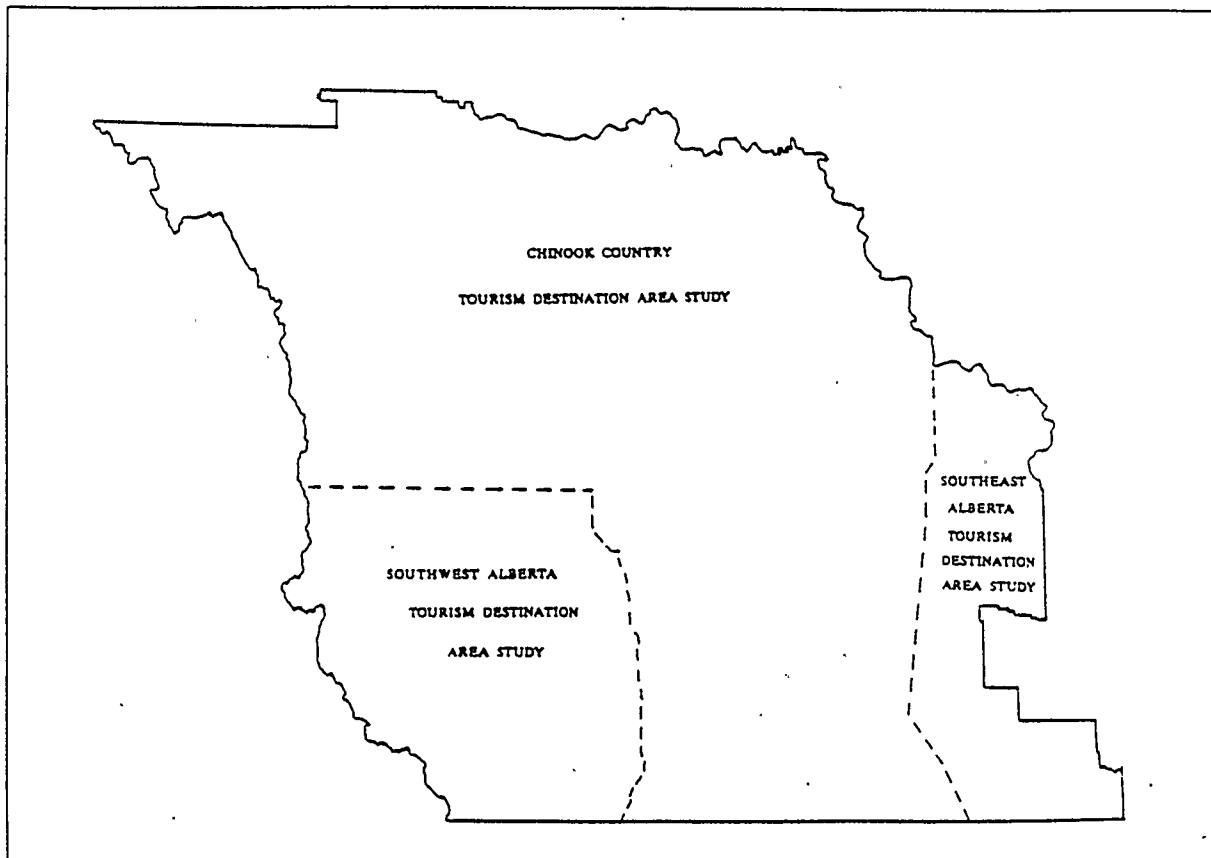 CHINOOK COUNTRY
TOURISM DESTINATION AREA STUDY
SOUTHWEST ALBERTA
TOURISM DESTINATION
AREA STUDY
SOUTHEAST
ALBERTA
TOURISM
DESTINATION
AREA STUDY